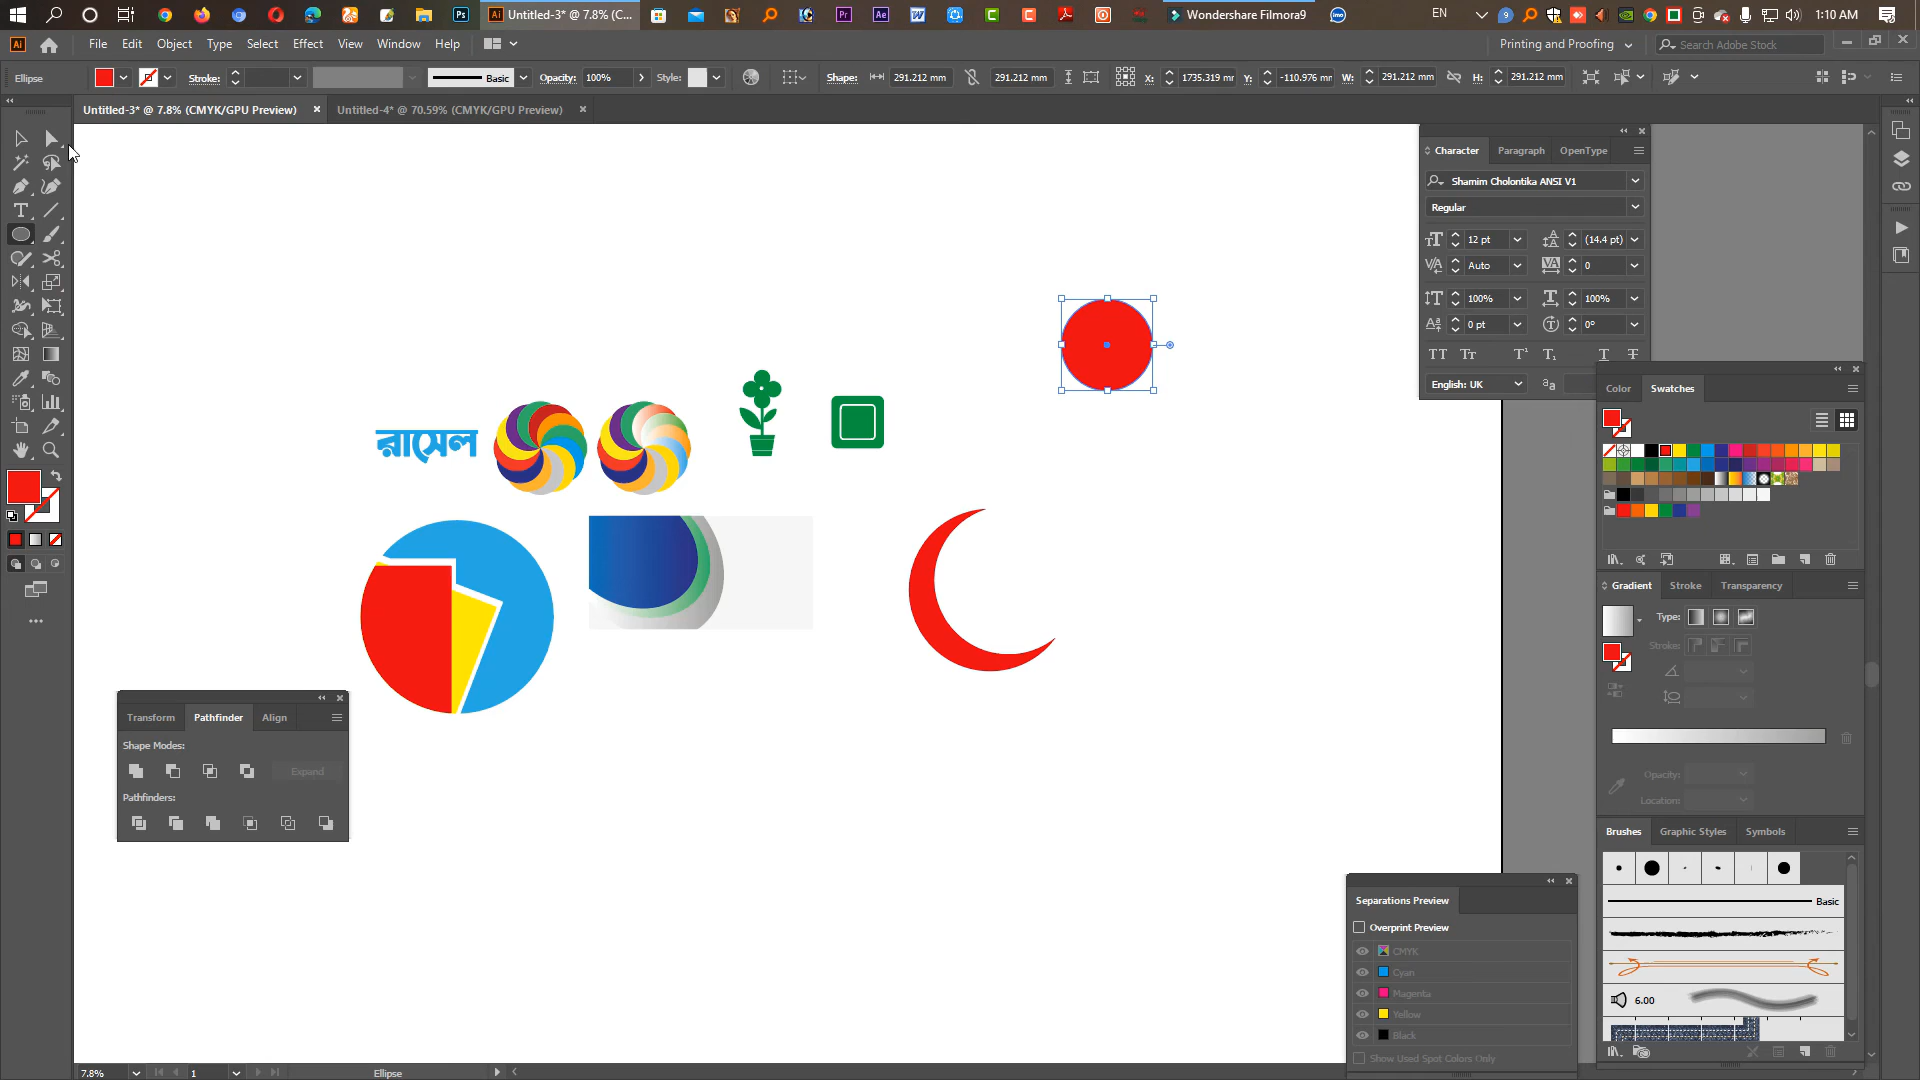 Untitled-3* @ 7.8% (C...
Wondershare Filmora9
EN
1:10 AM
File Edit Object Type Select Effect View Window Help
Printing and Proofing
Search Adobe Stock
Ellipse
Stroke:
Basic
Opacity: 100%
Style:
Shape: 291.212 mm 291.212 mm
X: 1735.319 mm
Y: -110.976 mm
W: 291.212 mm
H: 291.212 mm
Untitled-3* @ 7.8% (CMYK/GPU Preview)
Untitled-4* @ 70.59% (CMYK/GPU Preview)
Character Paragraph OpenType
Shamim Cholontika ANSI V1
Regular
12 pt (14.4 pt)
Auto 0
100% 100%
0 pt 0°
English: UK
রাসেল
Color Swatches
Gradient Stroke Transparency
Type:
Stroke:
Opacity:
Location:
Transform Pathfinder Align
Shape Modes:
Expand
Pathfinders:
Brushes Graphic Styles Symbols
Basic
6.00
Separations Preview
Overprint Preview
CMYK
Cyan
Magenta
Yellow
Black
Show Used Spot Colors Only
7.8%
1
Ellipse